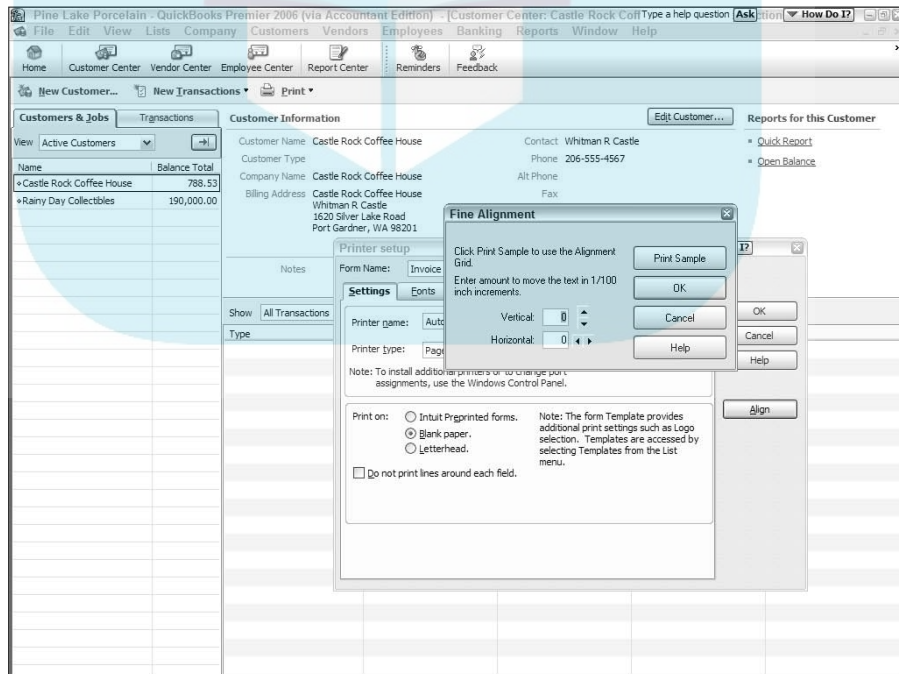 Pine Lake Porcelain - QuickBooks Premier 2006 (via Accountant Edition) - [Customer Center: Castle Rock Coff
Type a help question Ask
How Do I?
File Edit View Lists Company Customers Vendors Employees Banking Reports Window Help
Home Customer Center Vendor Center Employee Center Report Center Reminders Feedback
New Customer... New Transactions Print
Customers & Jobs Transactions
View Active Customers
Name Balance Total
Castle Rock Coffee House 788.53
Rainy Day Collectibles 190,000.00
Customer Information
Edit Customer...
Customer Name Castle Rock Coffee House
Customer Type
Company Name Castle Rock Coffee House
Billing Address Castle Rock Coffee House
Whitman R Castle
1620 Silver Lake Road
Port Gardner, WA 98201
Contact Whitman R Castle
Phone 206-555-4567
Alt Phone
Fax
Notes
Reports for this Customer
Quick Report
Open Balance
Show All Transactions
Type
Printer setup
Form Name: Invoice
Settings Fonts
Printer name: Auto
Printer type: Page
Note: To install additional printers or to change port
assignments, use the Windows Control Panel.
Print on: Intuit Preprinted forms.
Blank paper.
Letterhead.
Do not print lines around each field.
Note: The form Template provides
additional print settings such as Logo
selection. Templates are accessed by
selecting Templates from the List
menu.
OK
Cancel
Help
Align
Fine Alignment
Click Print Sample to use the Alignment
Grid.
Enter amount to move the text in 1/100
inch increments.
Vertical: 0
Horizontal: 0
Print Sample
OK
Cancel
Help